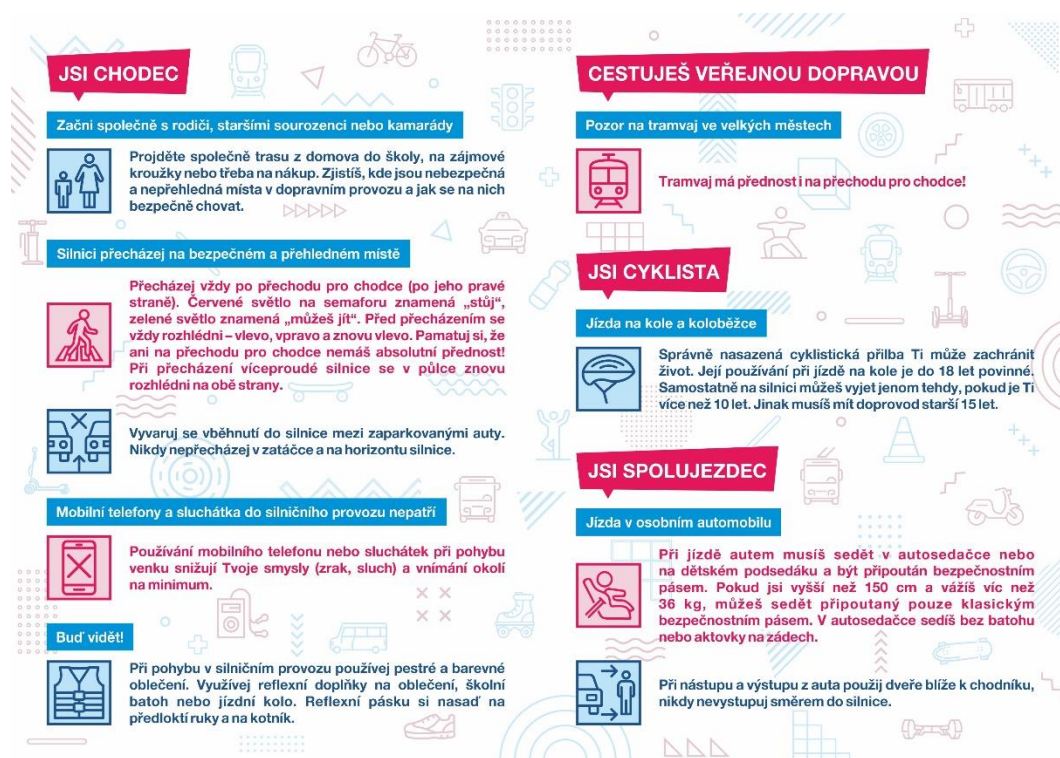 JSI CHODEC
Začni společně s rodiči, staršími sourozenci nebo kamarády
Projděte společně trasu z domova do školy, na zájmové
kroužky nebo třeba na nákup. Zjistíš, kde jsou nebezpečná
a nepřehledná místa v dopravním provozu a jak se na nich
bezpečně chovat.
Silnici přecházej na bezpečném a přehledném místě
Přecházej vždy po přechodu pro chodce (po jeho pravé
straně). Červené světlo na semaforu znamená „stůj“,
zelené světlo znamená „můžeš jít“. Před přecházením se
vždy rozhlédni – vlevo, vpravo a znovu vlevo. Pamatuj si, že
ani na přechodu pro chodce nemáš absolutní přednost!
Při přecházení víceproudé silnice se v půlce znovu
rozhlédni na obě strany.
Vyvaruj se vběhnutí do silnice mezi zaparkovanými auty.
Nikdy nepřecházej v zatáčce a na horizontu silnice.
Mobilní telefony a sluchátka do silničního provozu nepatří
Používání mobilního telefonu nebo sluchátek při pohybu
venku snižují Tvoje smysly (zrak, sluch) a vnímání okolí
na minimum.
Buď vidět!
Při pohybu v silničním provozu používej pestré a barevné
oblečení. Využívej reflexní doplňky na oblečení, školní
batoh nebo jízdní kolo. Reflexní pásku si nasaď na
předloktí ruky a na kotník.
CESTUJEŠ VEŘEJNOU DOPRAVOU
Pozor na tramvaj ve velkých městech
Tramvaj má přednost i na přechodu pro chodce!
JSI CYKLISTA
Jízda na kole a koloběžce
Správně nasazená cyklistická přilba Ti může zachránit
život. Její používání při jízdě na kole je do 18 let povinné.
Samostatně na silnici můžeš vyjet jenom tehdy, pokud je Ti
více než 10 let. Jinak musíš mít doprovod starší 15 let.
JSI SPOLUJEZDEC
Jízda v osobním automobilu
Při jízdě autem musíš sedět v autosedačce nebo
na dětském podsedáku a být připoután bezpečnostním
pásem. Pokud jsi vyšší než 150 cm a vážíš víc než
36 kg, můžeš sedět připoutaný pouze klasickým
bezpečnostním pásem. V autosedačce sedíš bez batohu
nebo aktovky na zádech.
Při nástupu a výstupu z auta použij dveře blíže k chodníku,
nikdy nevystupuj směrem do silnice.